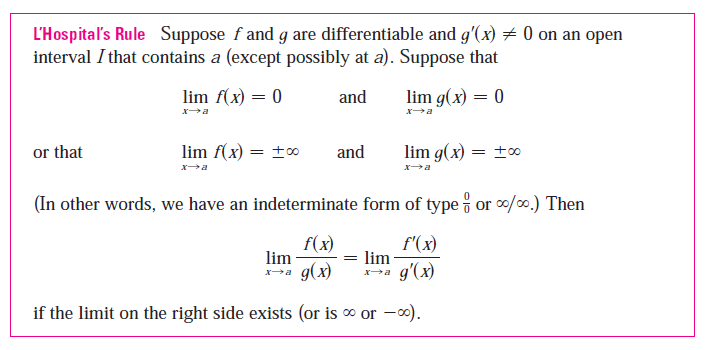 L'Hospital's Rule Suppose f and g are differentiable and g′(x) ≠ 0 on an open
interval I that contains a (except possibly at a). Suppose that
lim x→a f(x) = 0 and lim x→a g(x) = 0
or that lim x→a f(x) = ±∞ and lim x→a g(x) = ±∞
(In other words, we have an indeterminate form of type 0/0 or ∞/∞.) Then
lim x→a f(x)/g(x) = lim x→a f′(x)/g′(x)
if the limit on the right side exists (or is ∞ or −∞).